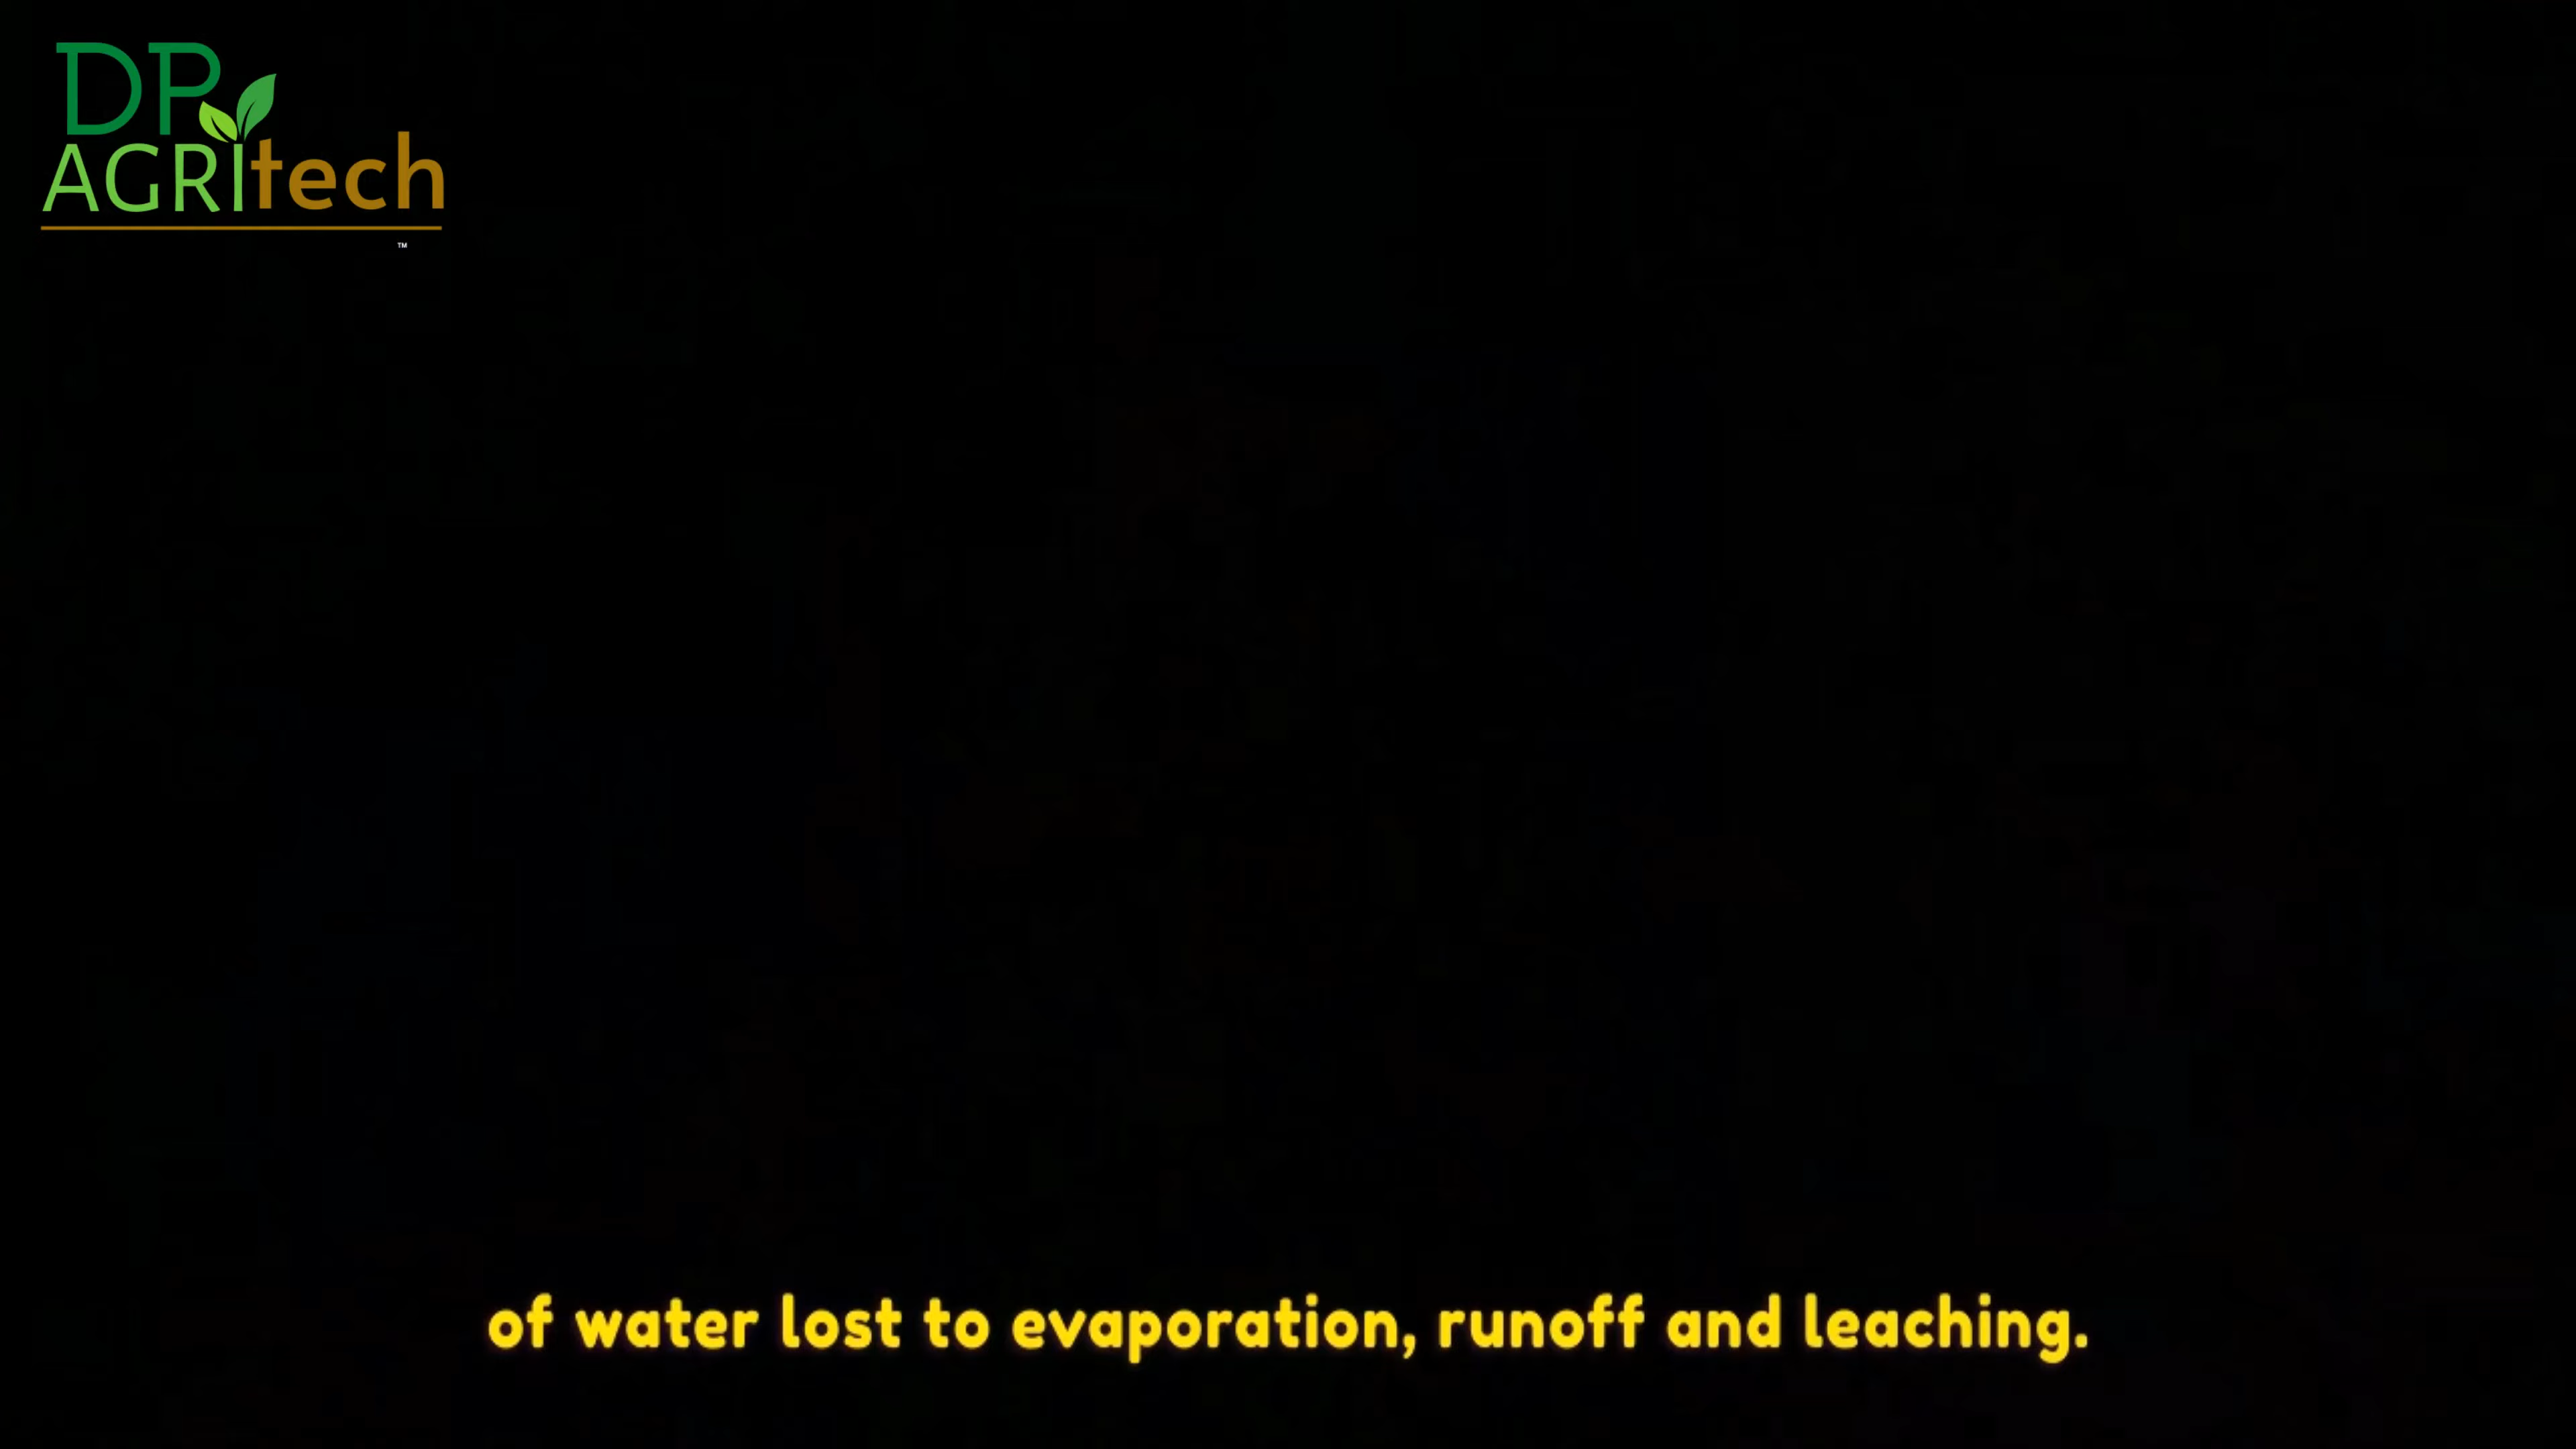 DP
AGRItech
™
of water lost to evaporation, runoff and leaching.